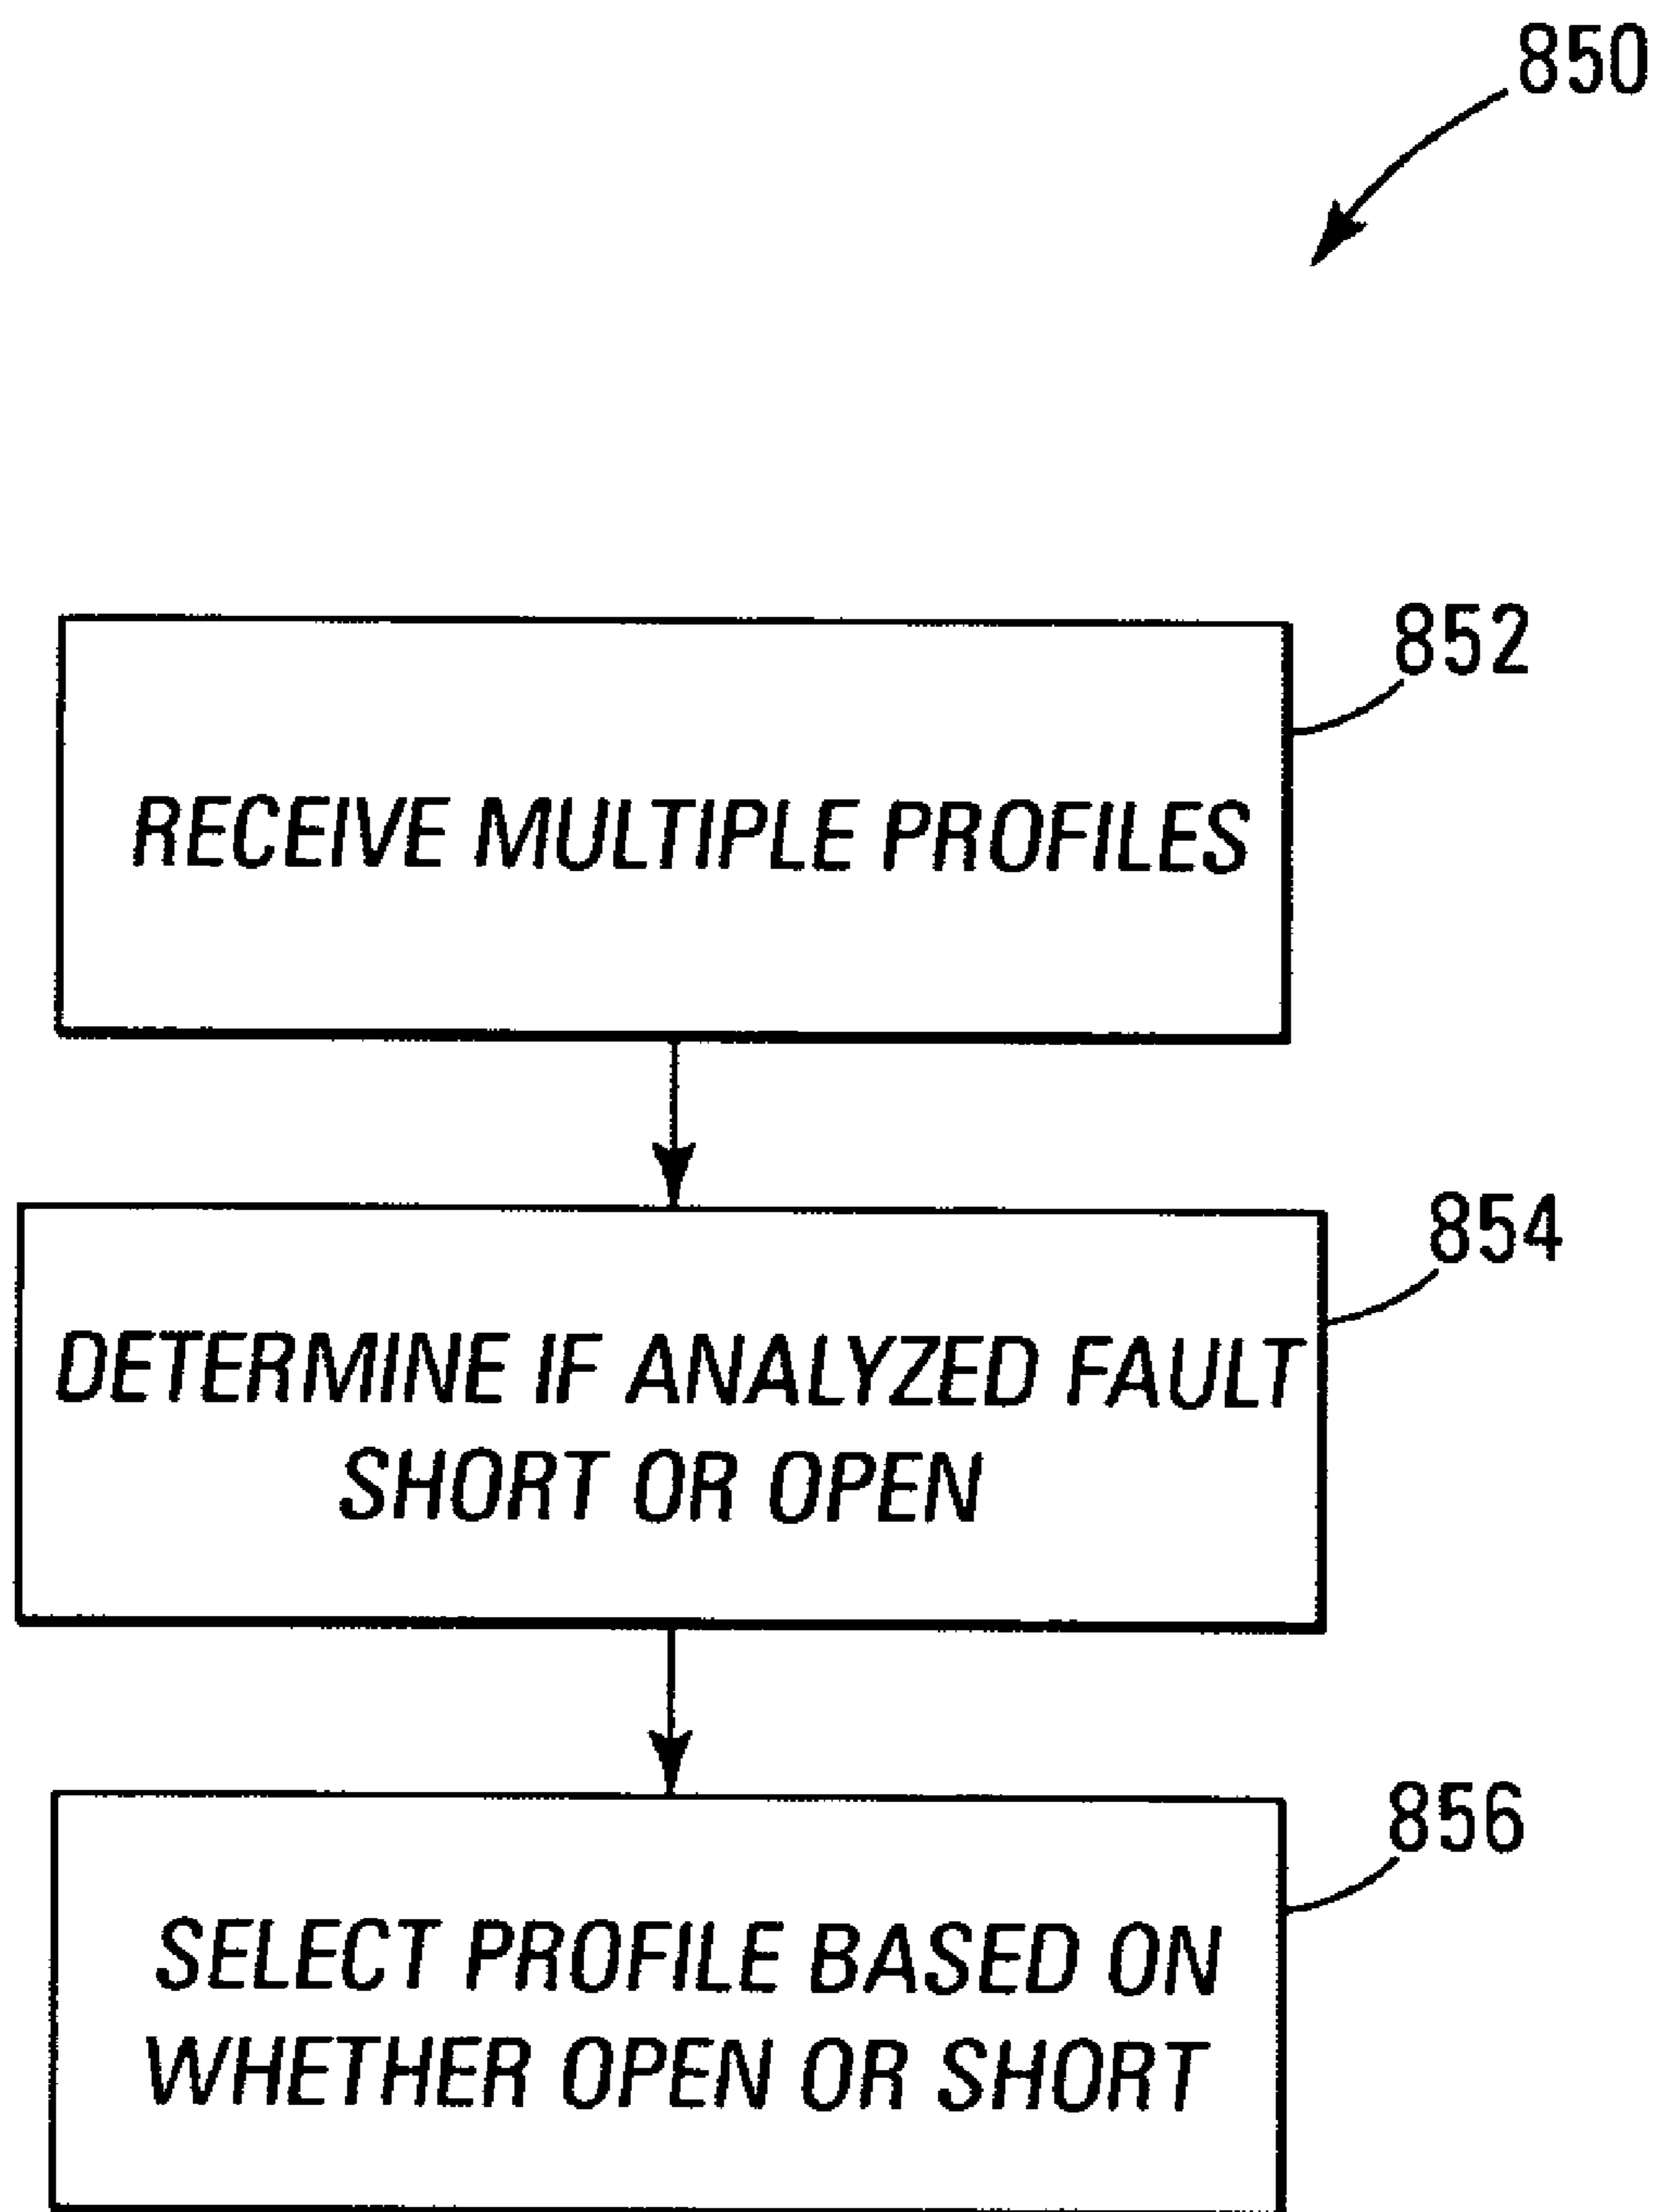 850
852
RECEIVE MULTIPLE PROFILES
854
DETERMINE IF ANALYZED FAULT
SHORT OR OPEN
856
SELECT PROFILE BASED ON
WHETHER OPEN OR SHORT